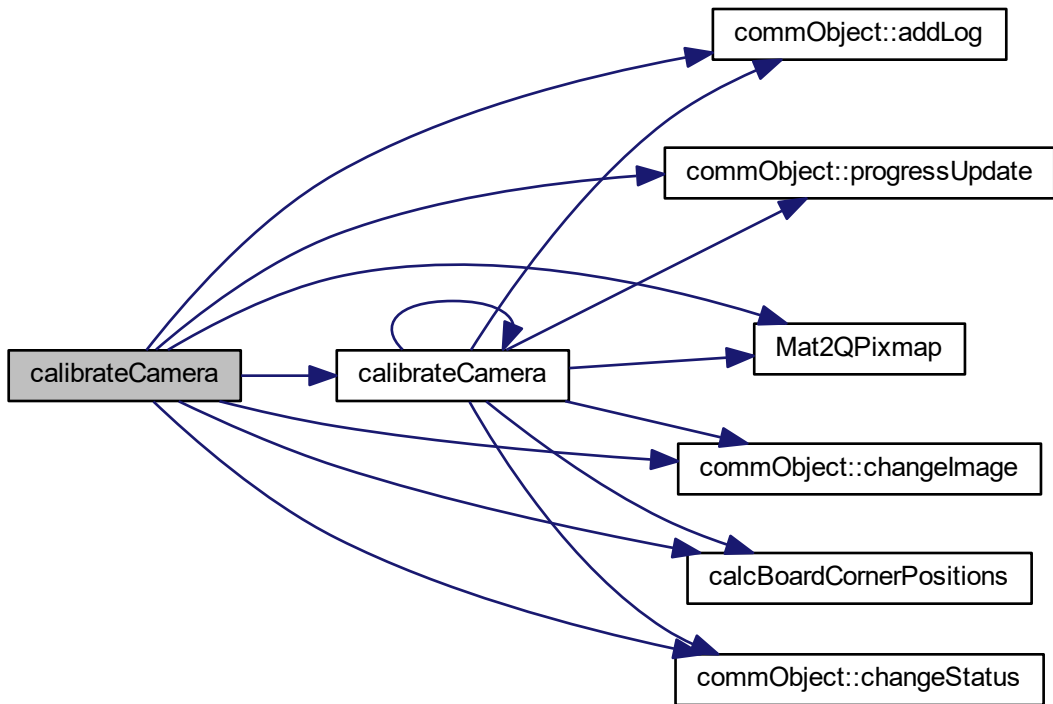 commObject::addLog
commObject::progressUpdate
Mat2QPixmap
calibrateCamera
calibrateCamera
commObject::changeImage
calcBoardCornerPositions
commObject::changeStatus